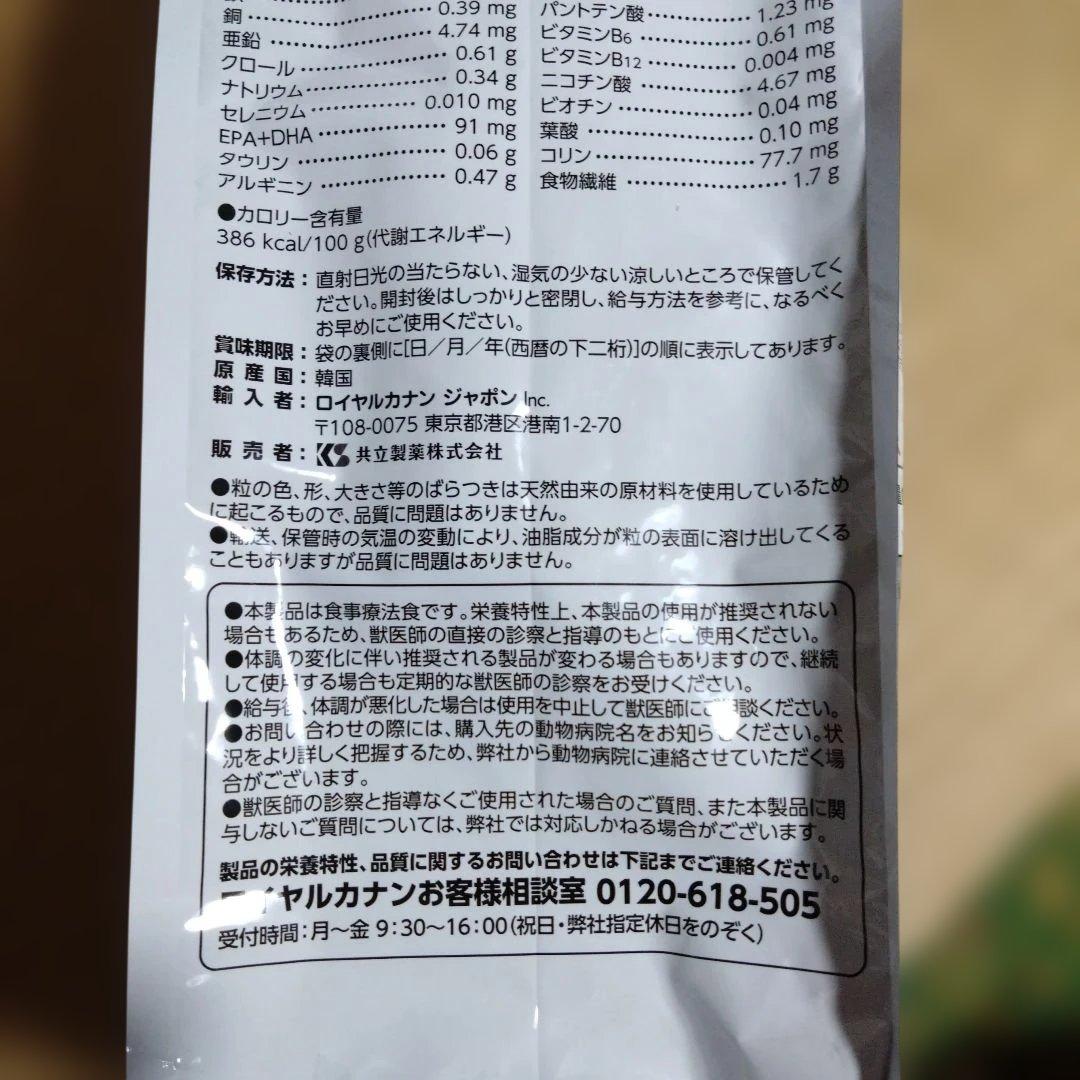 銅 0.39 mg
亜鉛 4.74 mg
クロール 0.61 g
ナトリウム 0.34 g
セレニウム 0.010 mg
EPA+DHA 91 mg
タウリン 0.06 g
アルギニン 0.47 g
パントテン酸 1.23 mg
ビタミンB6 0.61 mg
ビタミンB12 0.004 mg
ニコチン酸 4.67 mg
ビオチン 0.04 mg
葉酸 0.10 mg
コリン 77.7 mg
食物繊維 1.7 g
●カロリー含有量
386 kcal/100 g(代謝エネルギー)
保存方法：直射日光の当たらない、湿気の少ない涼しいところで保管してく
ださい。開封後はしっかりと密閉し、給与方法を参考に、なるべく
お早めにご使用ください。
賞味期限：袋の裏側に[日／月／年(西暦の下二桁)]の順に表示してあります。
原産国：韓国
輸入者：ロイヤルカナン ジャポン Inc.
〒108-0075 東京都港区港南1-2-70
販売者：KS 共立製薬株式会社
●粒の色、形、大きさ等のばらつきは天然由来の原材料を使用しているため
に起こるもので、品質に問題はありません。
●輸送、保管時の気温の変動により、油脂成分が粒の表面に溶け出してくる
こともありますが品質に問題はありません。
●本製品は食事療法食です。栄養特性上、本製品の使用が推奨されない
場合もあるため、獣医師の直接の診察と指導のもとにご使用ください。
●体調の変化に伴い推奨される製品が変わる場合もありますので、継続
して使用する場合も定期的な獣医師の診察をお受けください。
●給与後、体調が悪化した場合は使用を中止して獣医師にご相談ください。
●お問い合わせの際には、購入先の動物病院名をお知らせください。状
況をより詳しく把握するため、弊社から動物病院に連絡させていただく場
合がございます。
●獣医師の診察と指導なくご使用された場合のご質問、また本製品に関
与しないご質問については、弊社では対応しかねる場合がございます。
製品の栄養特性、品質に関するお問い合わせは下記までご連絡ください。
ロイヤルカナンお客様相談室 0120-618-505
受付時間：月〜金 9：30〜16：00(祝日・弊社指定休日をのぞく)